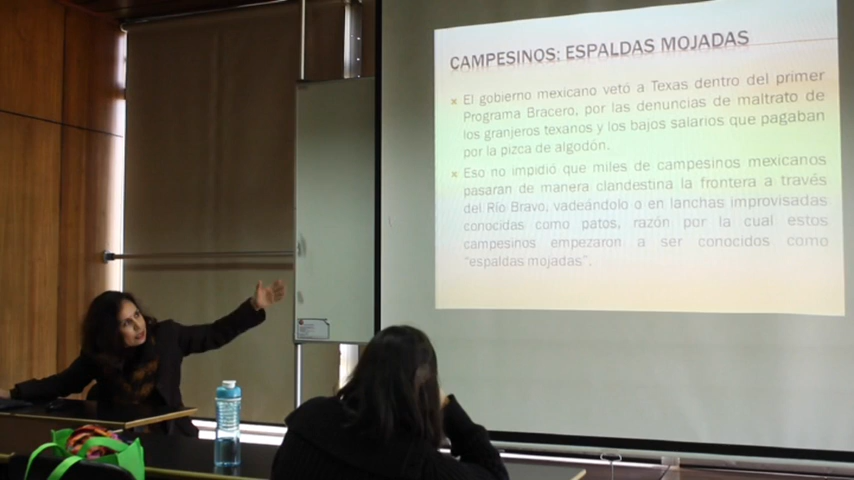 CAMPESINOS: ESPALDAS MOJADAS
El gobierno mexicano vetó a Texas dentro del primer
Programa Bracero, por las denuncias de maltrato de
los granjeros texanos y los bajos salarios que pagaban
por la pizca de algodón.
Eso no impidió que miles de campesinos mexicanos
pasaran de manera clandestina la frontera a través
del Río Bravo, vadeándolo o en lanchas improvisadas
conocidas como patos, razón por la cual estos
campesinos empezaron a ser conocidos como
“espaldas mojadas”.